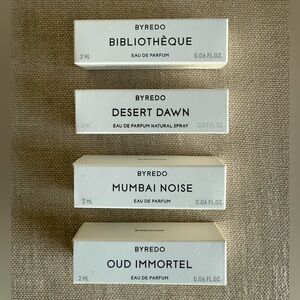 BYREDO
BIBLIOTHÈQUE
EAU DE PARFUM
2 ML 0.06 FL.OZ.
BYREDO
DESERT DAWN
EAU DE PARFUM NATURAL SPRAY
BYREDO
MUMBAI NOISE
EAU DE PARFUM
2 ML 0.06 FL.OZ.
BYREDO
OUD IMMORTEL
EAU DE PARFUM
2 ML 0.06 FL.OZ.